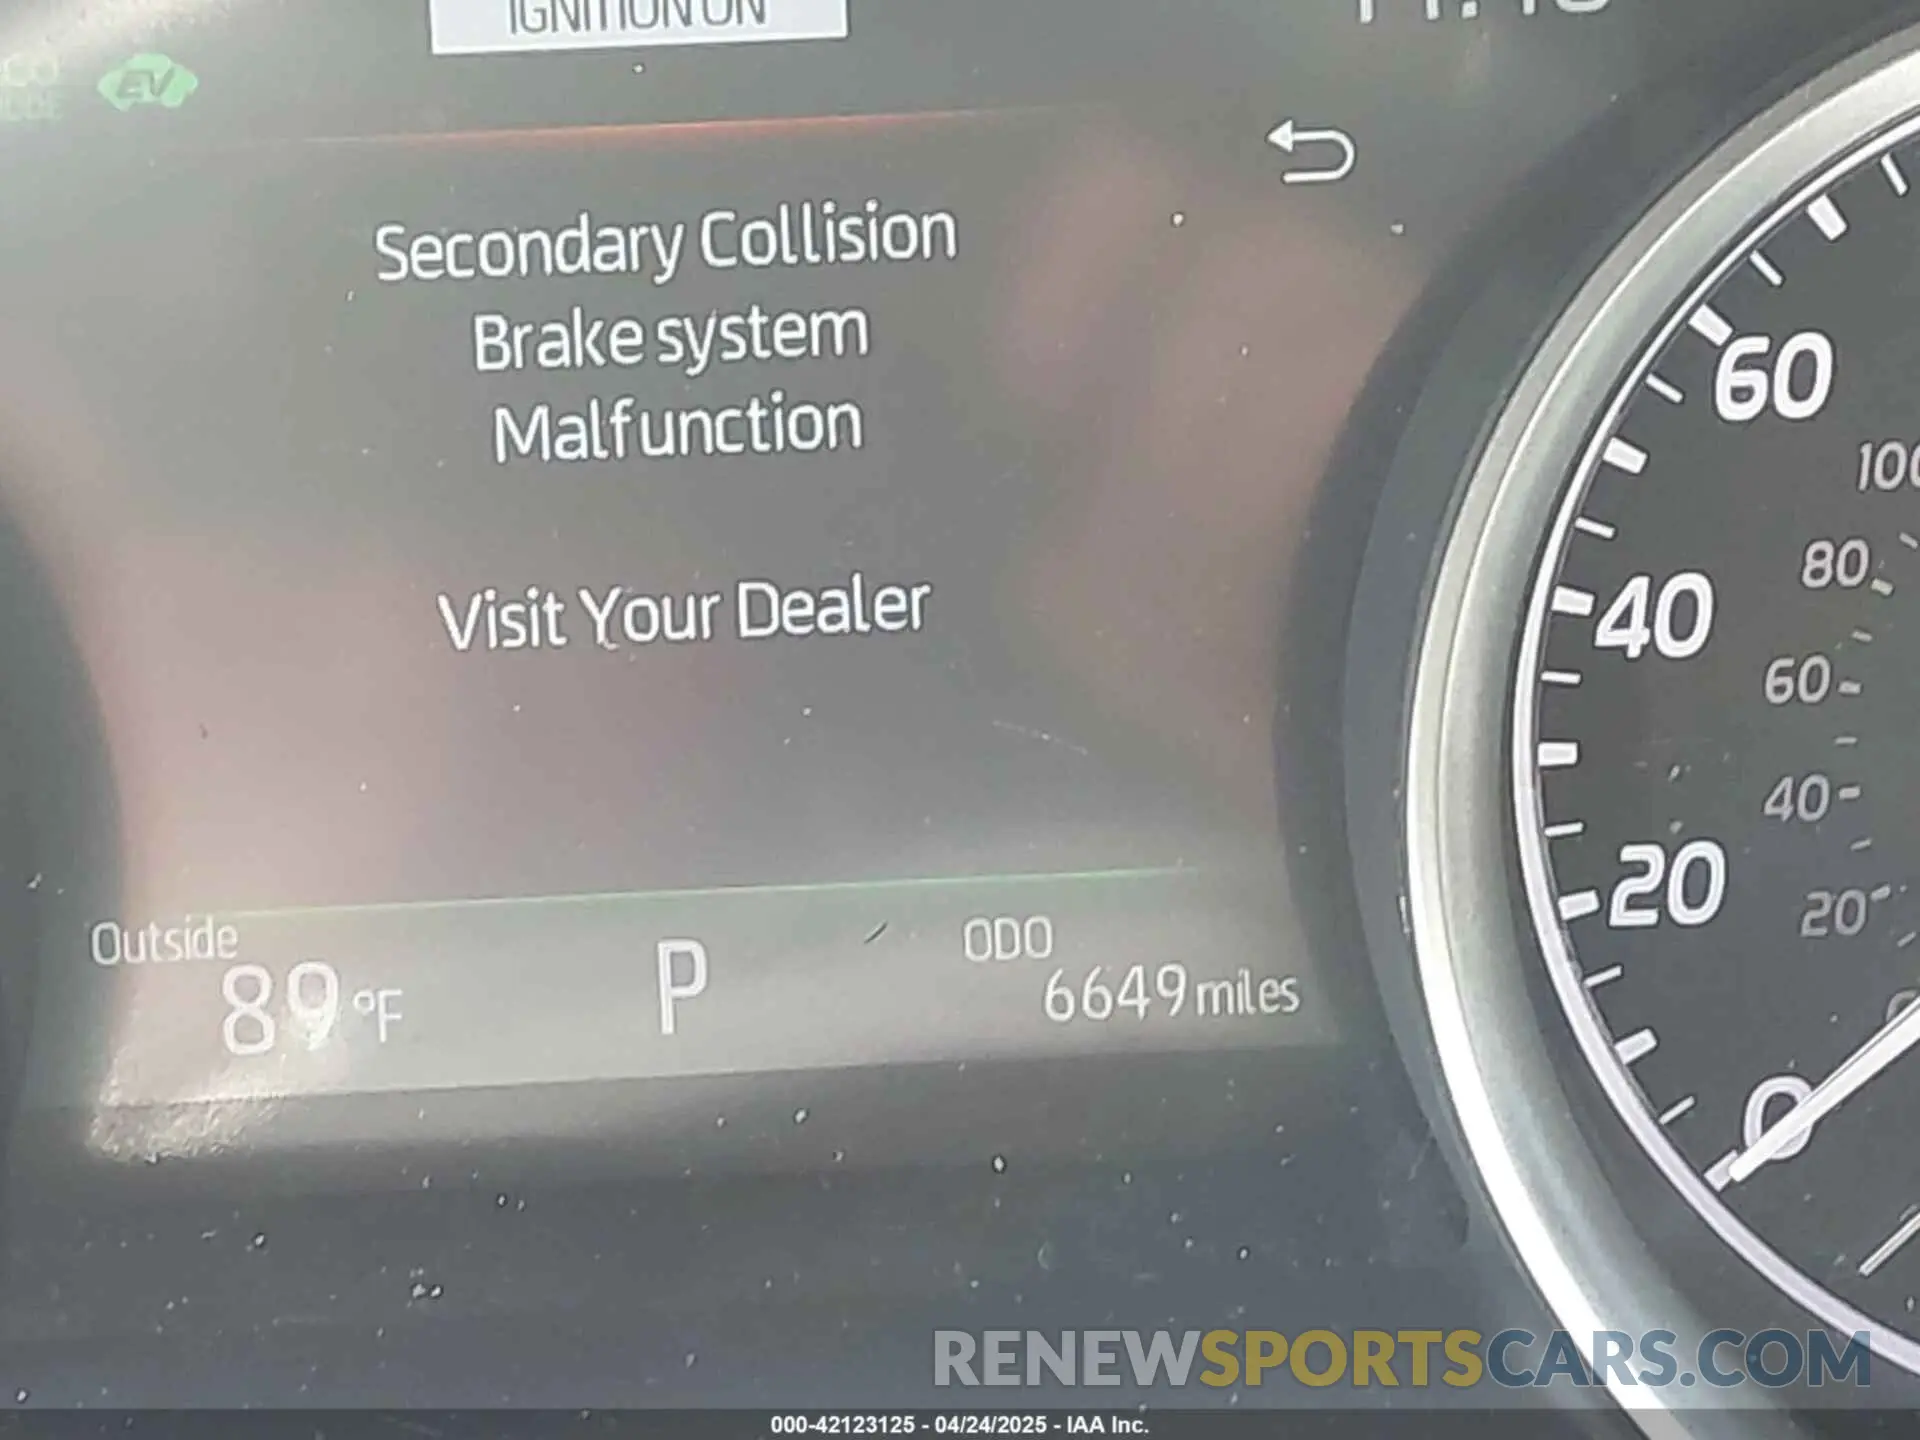 IGNITION ON
EV
Secondary Collision
Brake system
Malfunction
Visit Your Dealer
Outside
89°F
P
ODO
6649 miles
60
100
80
40
60
40
20
20
0
RENEWSPORTSCARS.COM
000-42123125 - 04/24/2025 - IAA Inc.